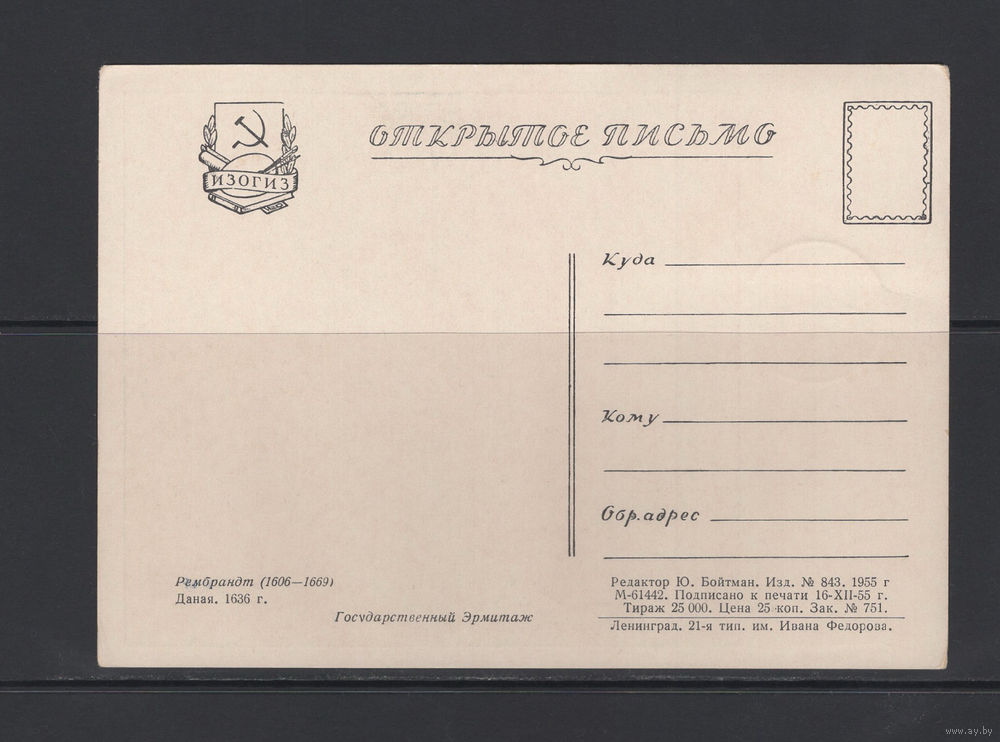 ОТКРЫТОЕ ПИСЬМО
ИЗОГИЗ
Куда
Кому
Обр. адрес
Рембрандт (1606—1669)
Даная. 1636 г.
Государственный Эрмитаж
Редактор Ю. Бойтман. Изд. № 843. 1955 г
М-61442. Подписано к печати 16-XII-55 г.
Тираж 25 000. Цена 25 коп. Зак. № 751.
Ленинград. 21-я тип. им. Ивана Федорова.
www.ay.by